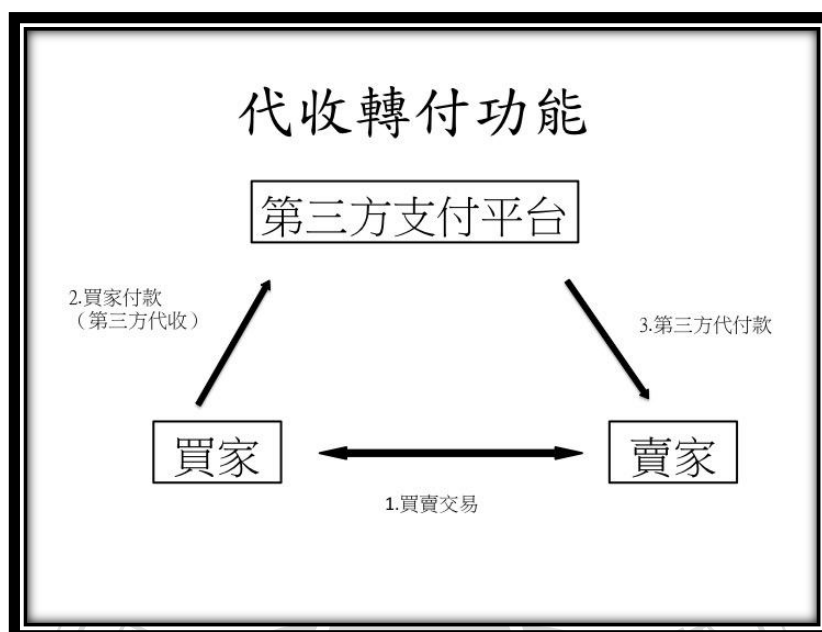 代收轉付功能
第三方支付平台
2.買家付款
（第三方代收）
3.第三方代付款
買家
賣家
1.買賣交易